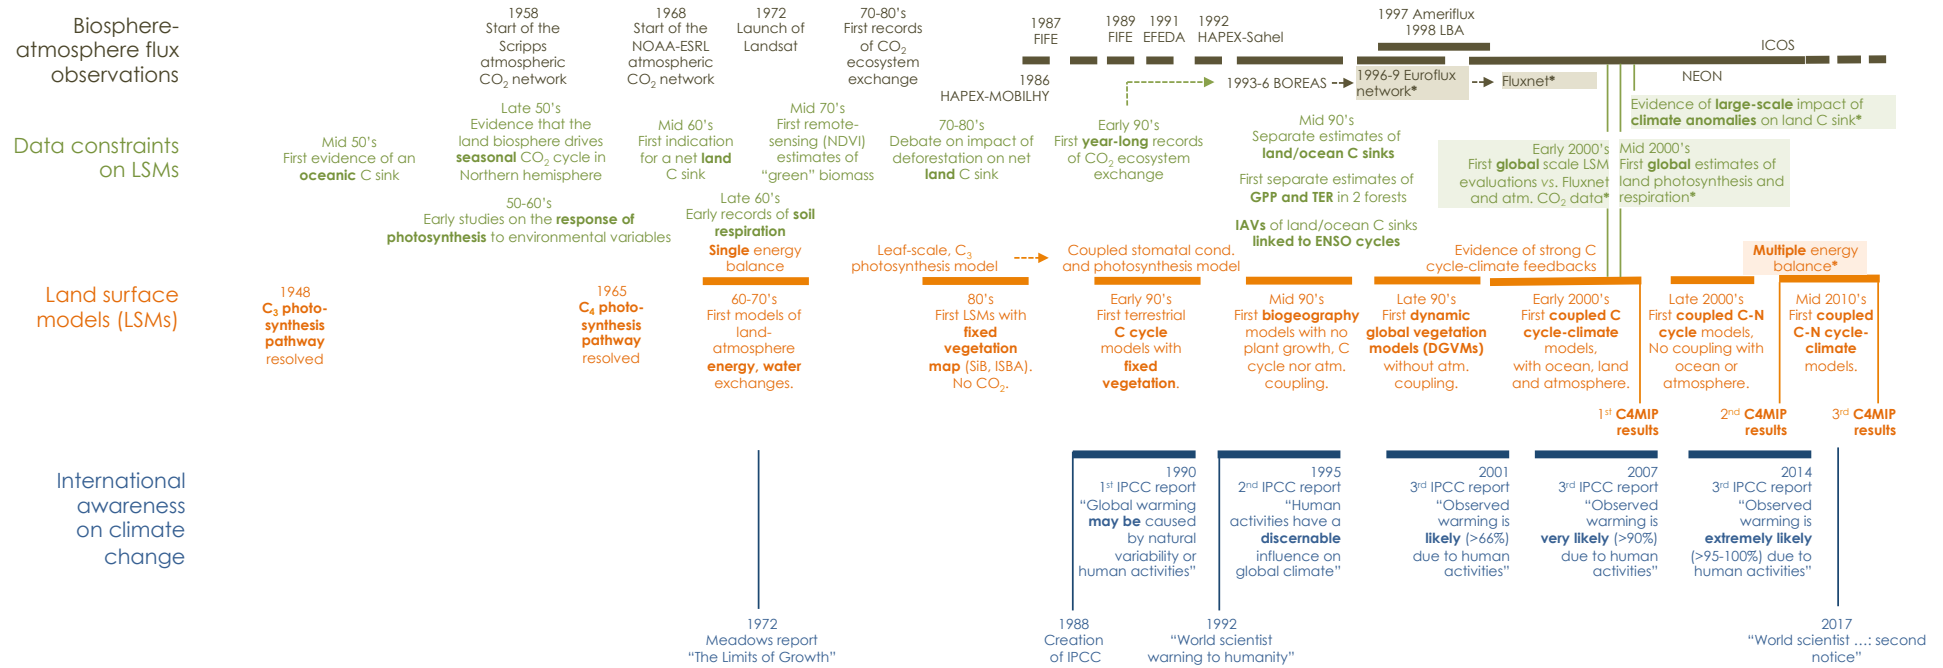 Biosphere-
atmosphere flux
observations
1958
Start of the
Scripps
atmospheric
CO2 network
1968
Start of the
NOAA-ESRL
atmospheric
CO2 network
1972
Launch of
Landsat
70-80's
First records
of CO2
ecosystem
exchange
1987
FIFE
1989
FIFE
1991
EFEDA
1992
HAPEX-Sahel
1997 Ameriflux
1998 LBA
ICOS
1986
HAPEX-MOBILHY
1993-6 BOREAS
1996-9 Euroflux
network*
Fluxnet*
NEON
Data constraints
on LSMs
Mid 50's
First evidence of an
oceanic C sink
Late 50's
Evidence that the
land biosphere drives
seasonal CO2 cycle in
Northern hemisphere
50-60's
Early studies on the response of
photosynthesis to environmental variables
Mid 60's
First indication
for a net land
C sink
Late 60's
Early records of soil
respiration
Mid 70's
First remote-
sensing (NDVI)
estimates of
"green" biomass
70-80's
Debate on impact of
deforestation on net
land C sink
Early 90's
First year-long records
of CO2 ecosystem
exchange
Mid 90's
Separate estimates of
land/ocean C sinks
First separate estimates of
GPP and TER in 2 forests
IAVs of land/ocean C sinks
linked to ENSO cycles
Evidence of large-scale impact of
climate anomalies on land C sink*
Early 2000's
First global scale LSM
evaluations vs. Fluxnet
and atm. CO2 data*
Mid 2000's
First global estimates of
land photosynthesis and
respiration*
Land surface
models (LSMs)
1948
C3 photo-
synthesis
pathway
resolved
1965
C4 photo-
synthesis
pathway
resolved
Single energy
balance
60-70's
First models of
land-
atmosphere
energy, water
exchanges.
Leaf-scale, C3
photosynthesis model
80's
First LSMs with
fixed
vegetation
map (SiB, ISBA).
No CO2.
Coupled stomatal cond.
and photosynthesis model
Early 90's
First terrestrial
C cycle
models with
fixed
vegetation.
Mid 90's
First biogeography
models with no
plant growth, C
cycle nor atm.
coupling.
Late 90's
First dynamic
global vegetation
models (DGVMs)
without atm.
coupling.
Evidence of strong C
cycle-climate feedbacks
Early 2000's
First coupled C
cycle-climate
models,
with ocean, land
and atmosphere.
Late 2000's
First coupled C-N
cycle models,
No coupling with
ocean or
atmosphere.
Multiple energy
balance*
Mid 2010's
First coupled
C-N cycle-
climate
models.
1st C4MIP
results
2nd C4MIP
results
3rd C4MIP
results
International
awareness
on climate
change
1990
1st IPCC report
"Global warming
may be caused
by natural
variability or
human activities"
1995
2nd IPCC report
"Human
activities have a
discernable
influence on
global climate"
2001
3rd IPCC report
"Observed
warming is
likely (>66%)
due to human
activities"
2007
3rd IPCC report
"Observed
warming is
very likely (>90%)
due to human
activities"
2014
3rd IPCC report
"Observed
warming is
extremely likely
(>95-100%) due to
human activities"
1972
Meadows report
"The Limits of Growth"
1988
Creation
of IPCC
1992
"World scientist
warning to humanity"
2017
"World scientist …: second
notice"